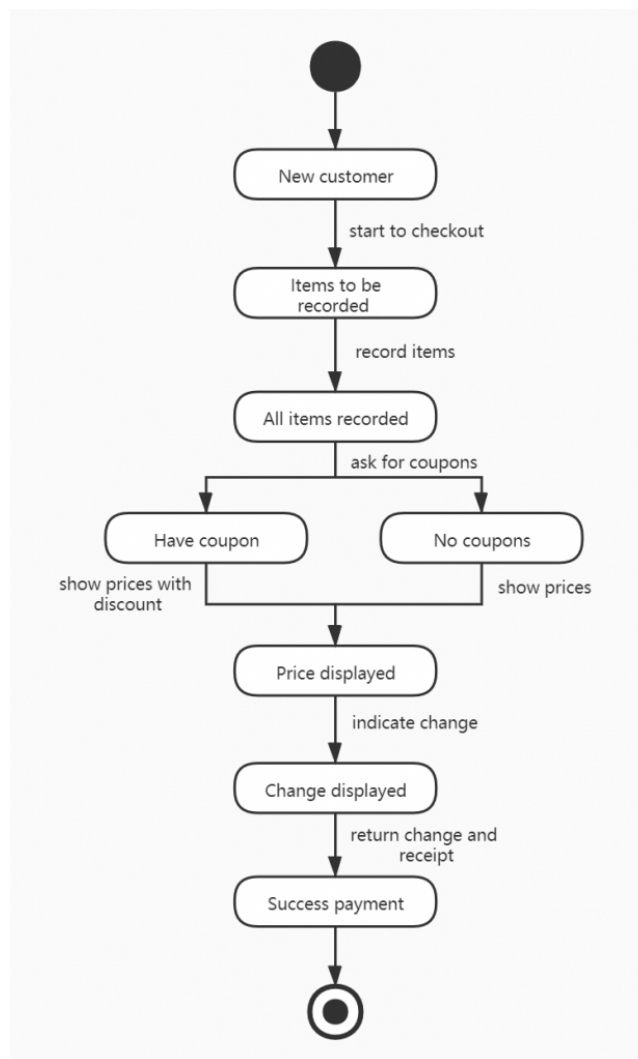 New customer
start to checkout
Items to be
recorded
record items
All items recorded
ask for coupons
Have coupon
No coupons
show prices with
discount
show prices
Price displayed
indicate change
Change displayed
return change and
receipt
Success payment